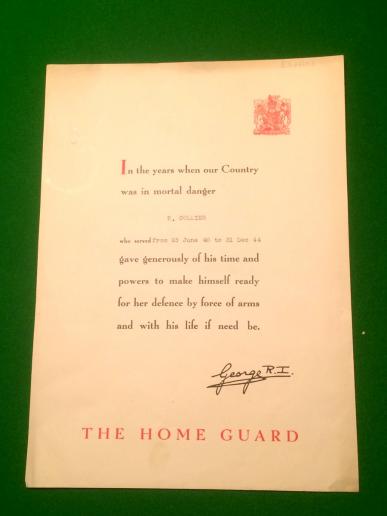 In the years when our Country
was in mortal danger
R. COLLIER
who served from 23 June 40 to 31 Dec 44
gave generously of his time and
powers to make himself ready
for her defence by force of arms
and with his life if need be.
George R.I.
THE HOME GUARD